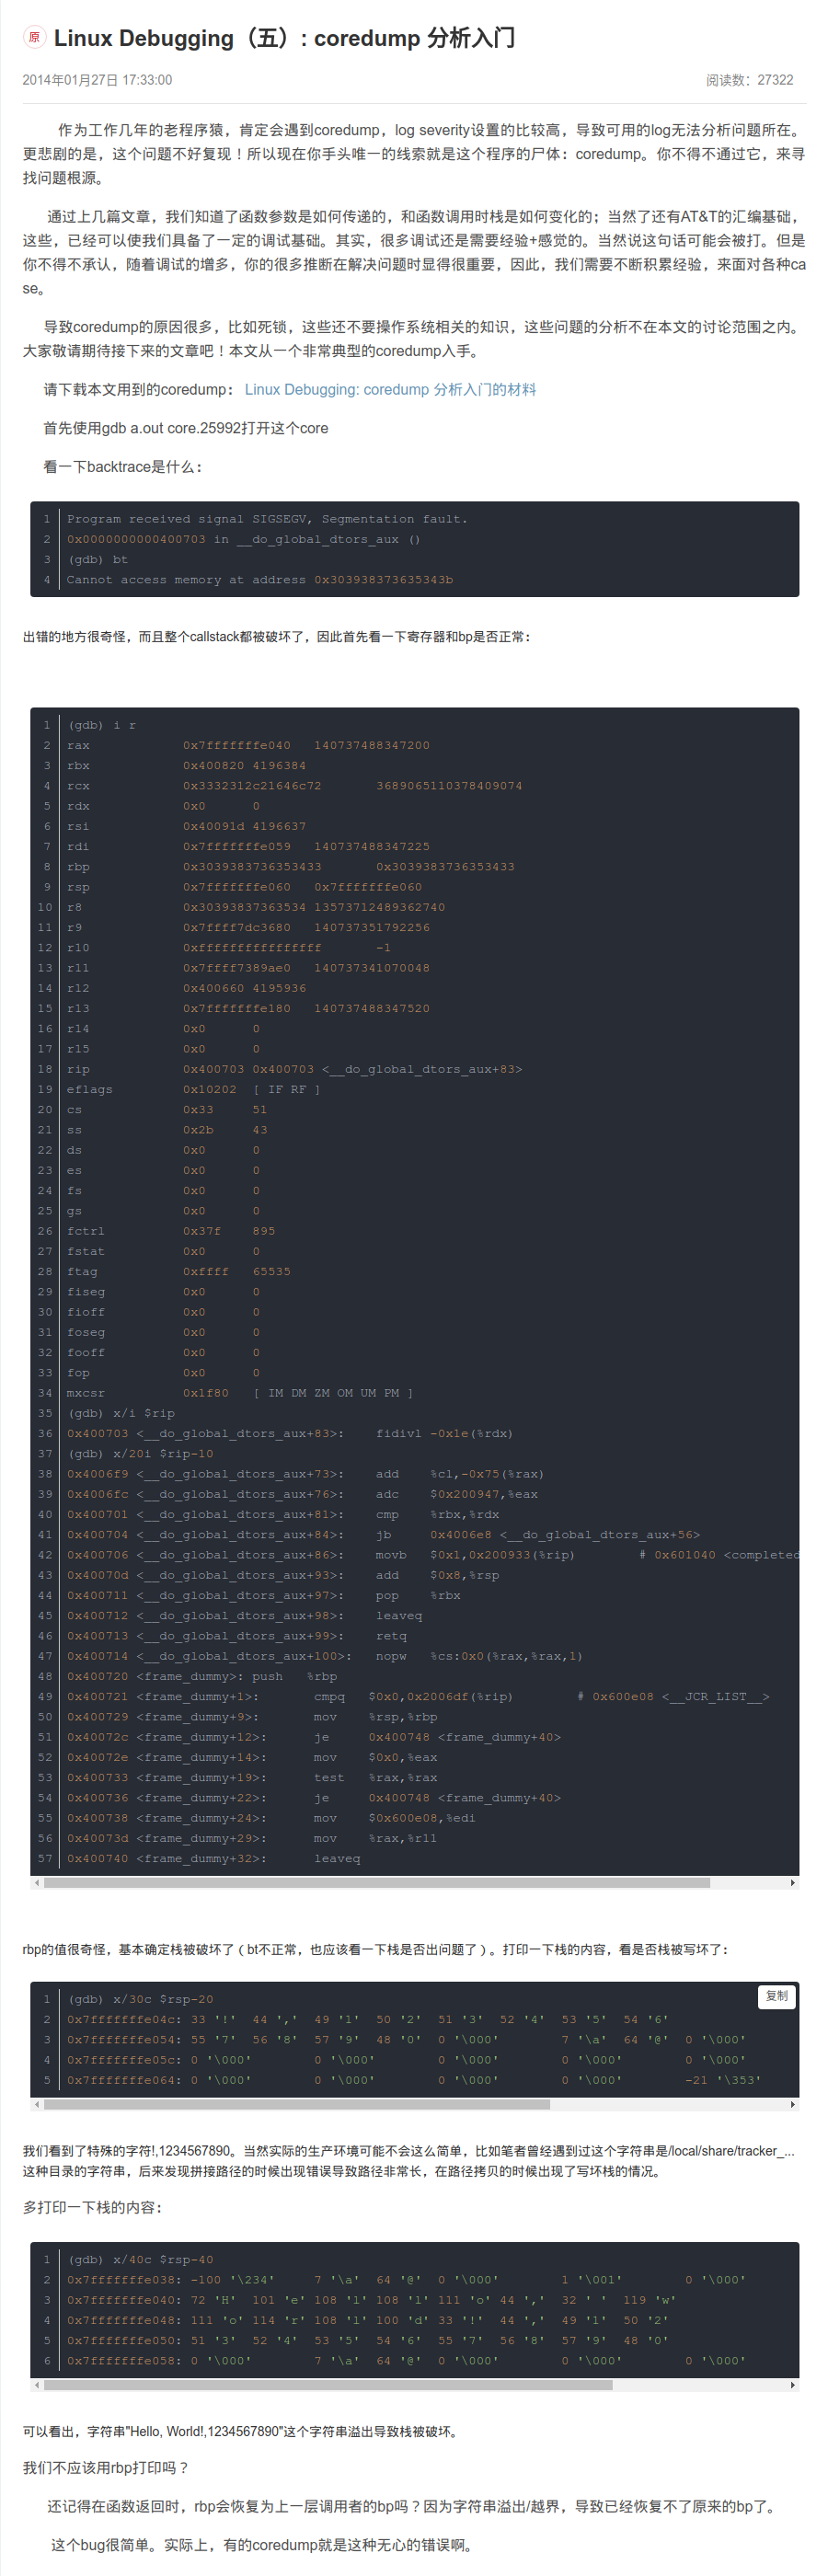 原 Linux Debugging（五）: coredump 分析入门
2014年01月27日 17:33:00 阅读数：27322
作为工作几年的老程序猿，肯定会遇到coredump，log severity设置的比较高，导致可用的log无法分析问题所在。
更悲剧的是，这个问题不好复现！所以现在你手头唯一的线索就是这个程序的尸体：coredump。你不得不通过它，来寻
找问题根源。
通过上几篇文章，我们知道了函数参数是如何传递的，和函数调用时栈是如何变化的；当然了还有AT&T的汇编基础，
这些，已经可以使我们具备了一定的调试基础。其实，很多调试还是需要经验+感觉的。当然说这句话可能会被打。但是
你不得不承认，随着调试的增多，你的很多推断在解决问题时显得很重要，因此，我们需要不断积累经验，来面对各种ca
se。
导致coredump的原因很多，比如死锁，这些还不要操作系统相关的知识，这些问题的分析不在本文的讨论范围之内。
大家敬请期待接下来的文章吧！本文从一个非常典型的coredump入手。
请下载本文用到的coredump： Linux Debugging: coredump 分析入门的材料
首先使用gdb a.out core.25992打开这个core
看一下backtrace是什么：
1 Program received signal SIGSEGV, Segmentation fault.
2 0x0000000000400703 in __do_global_dtors_aux ()
3 (gdb) bt
4 Cannot access memory at address 0x303938373635343b
出错的地方很奇怪，而且整个callstack都被破坏了，因此首先看一下寄存器和bp是否正常：
1 (gdb) i r
2 rax 0x7fffffffe040 140737488347200
3 rbx 0x400820 4196384
4 rcx 0x3332312c21646c72 3689065110378409074
5 rdx 0x0 0
6 rsi 0x40091d 4196637
7 rdi 0x7fffffffe059 140737488347225
8 rbp 0x3039383736353433 0x3039383736353433
9 rsp 0x7fffffffe060 0x7fffffffe060
10 r8 0x30393837363534 13573712489362740
11 r9 0x7ffff7dc3680 140737351792256
12 r10 0xffffffffffffffff -1
13 r11 0x7ffff7389ae0 140737341070048
14 r12 0x400660 4195936
15 r13 0x7fffffffe180 140737488347520
16 r14 0x0 0
17 r15 0x0 0
18 rip 0x400703 0x400703 <__do_global_dtors_aux+83>
19 eflags 0x10202 [ IF RF ]
20 cs 0x33 51
21 ss 0x2b 43
22 ds 0x0 0
23 es 0x0 0
24 fs 0x0 0
25 gs 0x0 0
26 fctrl 0x37f 895
27 fstat 0x0 0
28 ftag 0xffff 65535
29 fiseg 0x0 0
30 fioff 0x0 0
31 foseg 0x0 0
32 fooff 0x0 0
33 fop 0x0 0
34 mxcsr 0x1f80 [ IM DM ZM OM UM PM ]
35 (gdb) x/i $rip
36 0x400703 <__do_global_dtors_aux+83>: fidivl -0x1e(%rdx)
37 (gdb) x/20i $rip-10
38 0x4006f9 <__do_global_dtors_aux+73>: add %cl,-0x75(%rax)
39 0x4006fc <__do_global_dtors_aux+76>: adc $0x200947,%eax
40 0x400701 <__do_global_dtors_aux+81>: cmp %rbx,%rdx
41 0x400704 <__do_global_dtors_aux+84>: jb 0x4006e8 <__do_global_dtors_aux+56>
42 0x400706 <__do_global_dtors_aux+86>: movb $0x1,0x200933(%rip) # 0x601040 <completed
43 0x40070d <__do_global_dtors_aux+93>: add $0x8,%rsp
44 0x400711 <__do_global_dtors_aux+97>: pop %rbx
45 0x400712 <__do_global_dtors_aux+98>: leaveq
46 0x400713 <__do_global_dtors_aux+99>: retq
47 0x400714 <__do_global_dtors_aux+100>: nopw %cs:0x0(%rax,%rax,1)
48 0x400720 <frame_dummy>: push %rbp
49 0x400721 <frame_dummy+1>: cmpq $0x0,0x2006df(%rip) # 0x600e08 <__JCR_LIST__>
50 0x400729 <frame_dummy+9>: mov %rsp,%rbp
51 0x40072c <frame_dummy+12>: je 0x400748 <frame_dummy+40>
52 0x40072e <frame_dummy+14>: mov $0x0,%eax
53 0x400733 <frame_dummy+19>: test %rax,%rax
54 0x400736 <frame_dummy+22>: je 0x400748 <frame_dummy+40>
55 0x400738 <frame_dummy+24>: mov $0x600e08,%edi
56 0x40073d <frame_dummy+29>: mov %rax,%r11
57 0x400740 <frame_dummy+32>: leaveq
rbp的值很奇怪，基本确定栈被破坏了（bt不正常，也应该看一下栈是否出问题了）。打印一下栈的内容，看是否栈被写坏了：
复制
1 (gdb) x/30c $rsp-20
2 0x7fffffffe04c: 33 '!' 44 ',' 49 '1' 50 '2' 51 '3' 52 '4' 53 '5' 54 '6'
3 0x7fffffffe054: 55 '7' 56 '8' 57 '9' 48 '0' 0 '\000' 7 '\a' 64 '@' 0 '\000'
4 0x7fffffffe05c: 0 '\000' 0 '\000' 0 '\000' 0 '\000' 0 '\000'
5 0x7fffffffe064: 0 '\000' 0 '\000' 0 '\000' 0 '\000' -21 '\353'
我们看到了特殊的字符!,1234567890。当然实际的生产环境可能不会这么简单，比如笔者曾经遇到过这个字符串是/local/share/tracker_...
这种目录的字符串，后来发现拼接路径的时候出现错误导致路径非常长，在路径拷贝的时候出现了写坏栈的情况。
多打印一下栈的内容：
1 (gdb) x/40c $rsp-40
2 0x7fffffffe038: -100 '\234' 7 '\a' 64 '@' 0 '\000' 1 '\001' 0 '\000'
3 0x7fffffffe040: 72 'H' 101 'e' 108 'l' 108 'l' 111 'o' 44 ',' 32 ' ' 119 'w'
4 0x7fffffffe048: 111 'o' 114 'r' 108 'l' 100 'd' 33 '!' 44 ',' 49 '1' 50 '2'
5 0x7fffffffe050: 51 '3' 52 '4' 53 '5' 54 '6' 55 '7' 56 '8' 57 '9' 48 '0'
6 0x7fffffffe058: 0 '\000' 7 '\a' 64 '@' 0 '\000' 0 '\000' 0 '\000'
可以看出，字符串"Hello, World!,1234567890"这个字符串溢出导致栈被破坏。
我们不应该用rbp打印吗？
还记得在函数返回时，rbp会恢复为上一层调用者的bp吗？因为字符串溢出/越界，导致已经恢复不了原来的bp了。
这个bug很简单。实际上，有的coredump就是这种无心的错误啊。